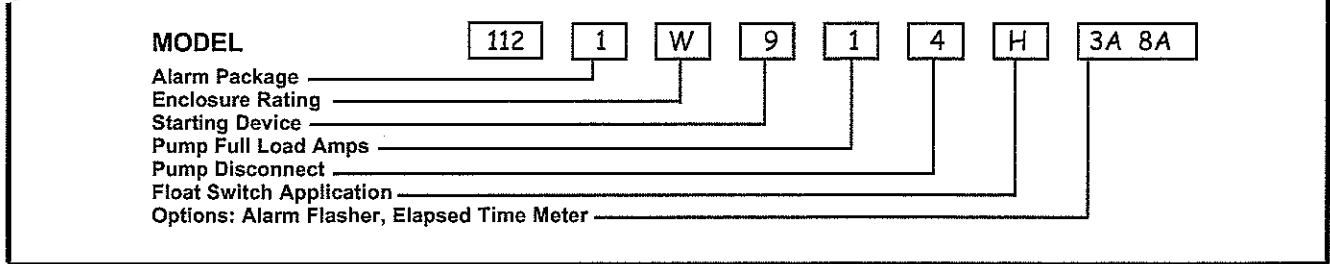 MODEL 112 1 W 9 1 4 H 3A 8A
Alarm Package
Enclosure Rating
Starting Device
Pump Full Load Amps
Pump Disconnect
Float Switch Application
Options: Alarm Flasher, Elapsed Time Meter